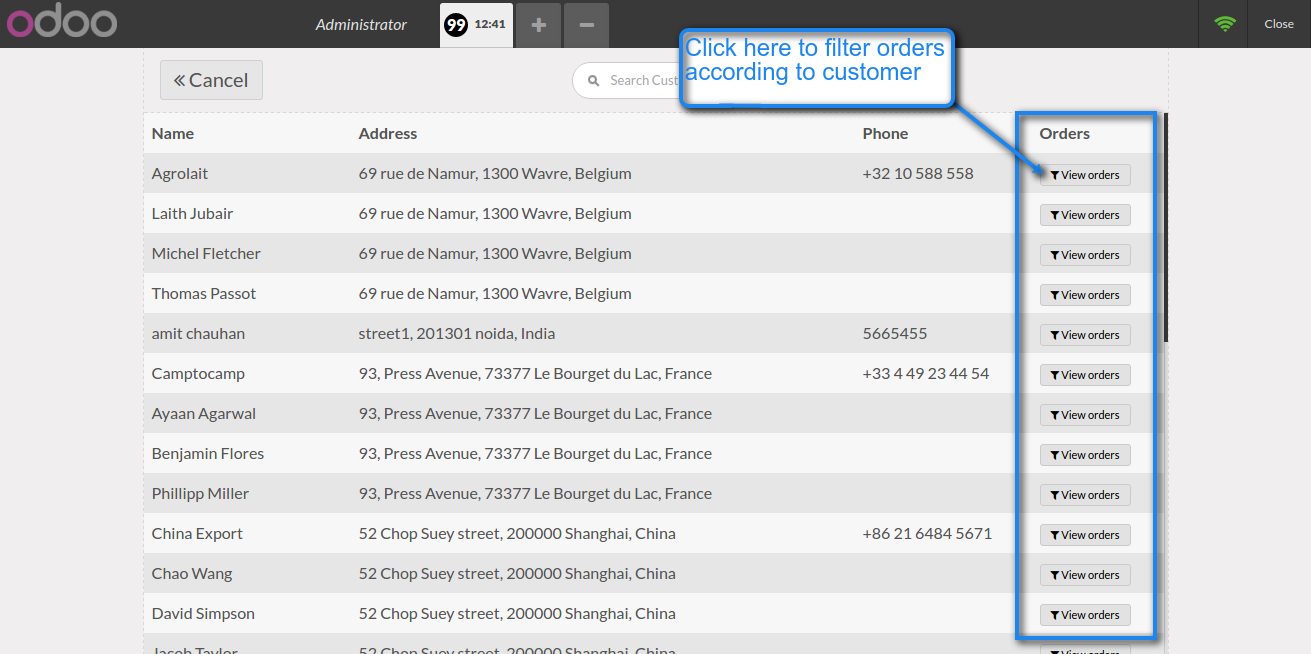 odoo
Administrator
99 12:41
+
−
Close
Click here to filter orders
according to customer
« Cancel
Search Cust
Name Address Phone Orders
Agrolait 69 rue de Namur, 1300 Wavre, Belgium +32 10 588 558 View orders
Laith Jubair 69 rue de Namur, 1300 Wavre, Belgium View orders
Michel Fletcher 69 rue de Namur, 1300 Wavre, Belgium View orders
Thomas Passot 69 rue de Namur, 1300 Wavre, Belgium View orders
amit chauhan street1, 201301 noida, India 5665455 View orders
Camptocamp 93, Press Avenue, 73377 Le Bourget du Lac, France +33 4 49 23 44 54 View orders
Ayaan Agarwal 93, Press Avenue, 73377 Le Bourget du Lac, France View orders
Benjamin Flores 93, Press Avenue, 73377 Le Bourget du Lac, France View orders
Phillipp Miller 93, Press Avenue, 73377 Le Bourget du Lac, France View orders
China Export 52 Chop Suey street, 200000 Shanghai, China +86 21 6484 5671 View orders
Chao Wang 52 Chop Suey street, 200000 Shanghai, China View orders
David Simpson 52 Chop Suey street, 200000 Shanghai, China View orders
Jacob Taylor 52 Chop Suey street, 200000 Shanghai, China View orders